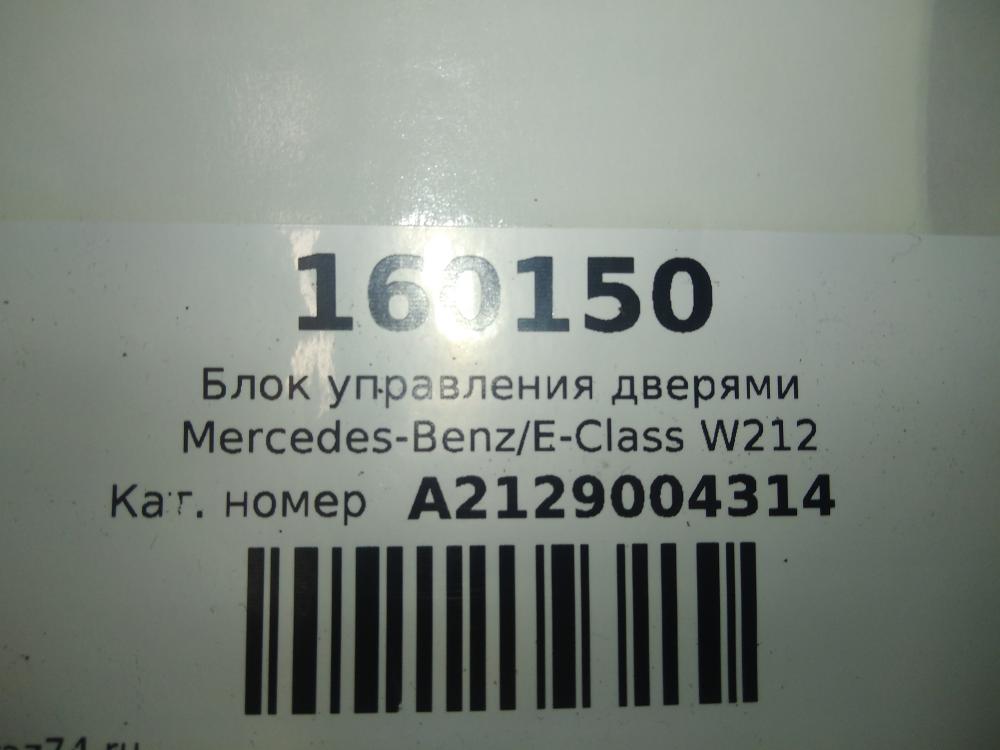 160150
Блок управления дверями
Mercedes-Benz/E-Class W212
Кат. номер A2129004314